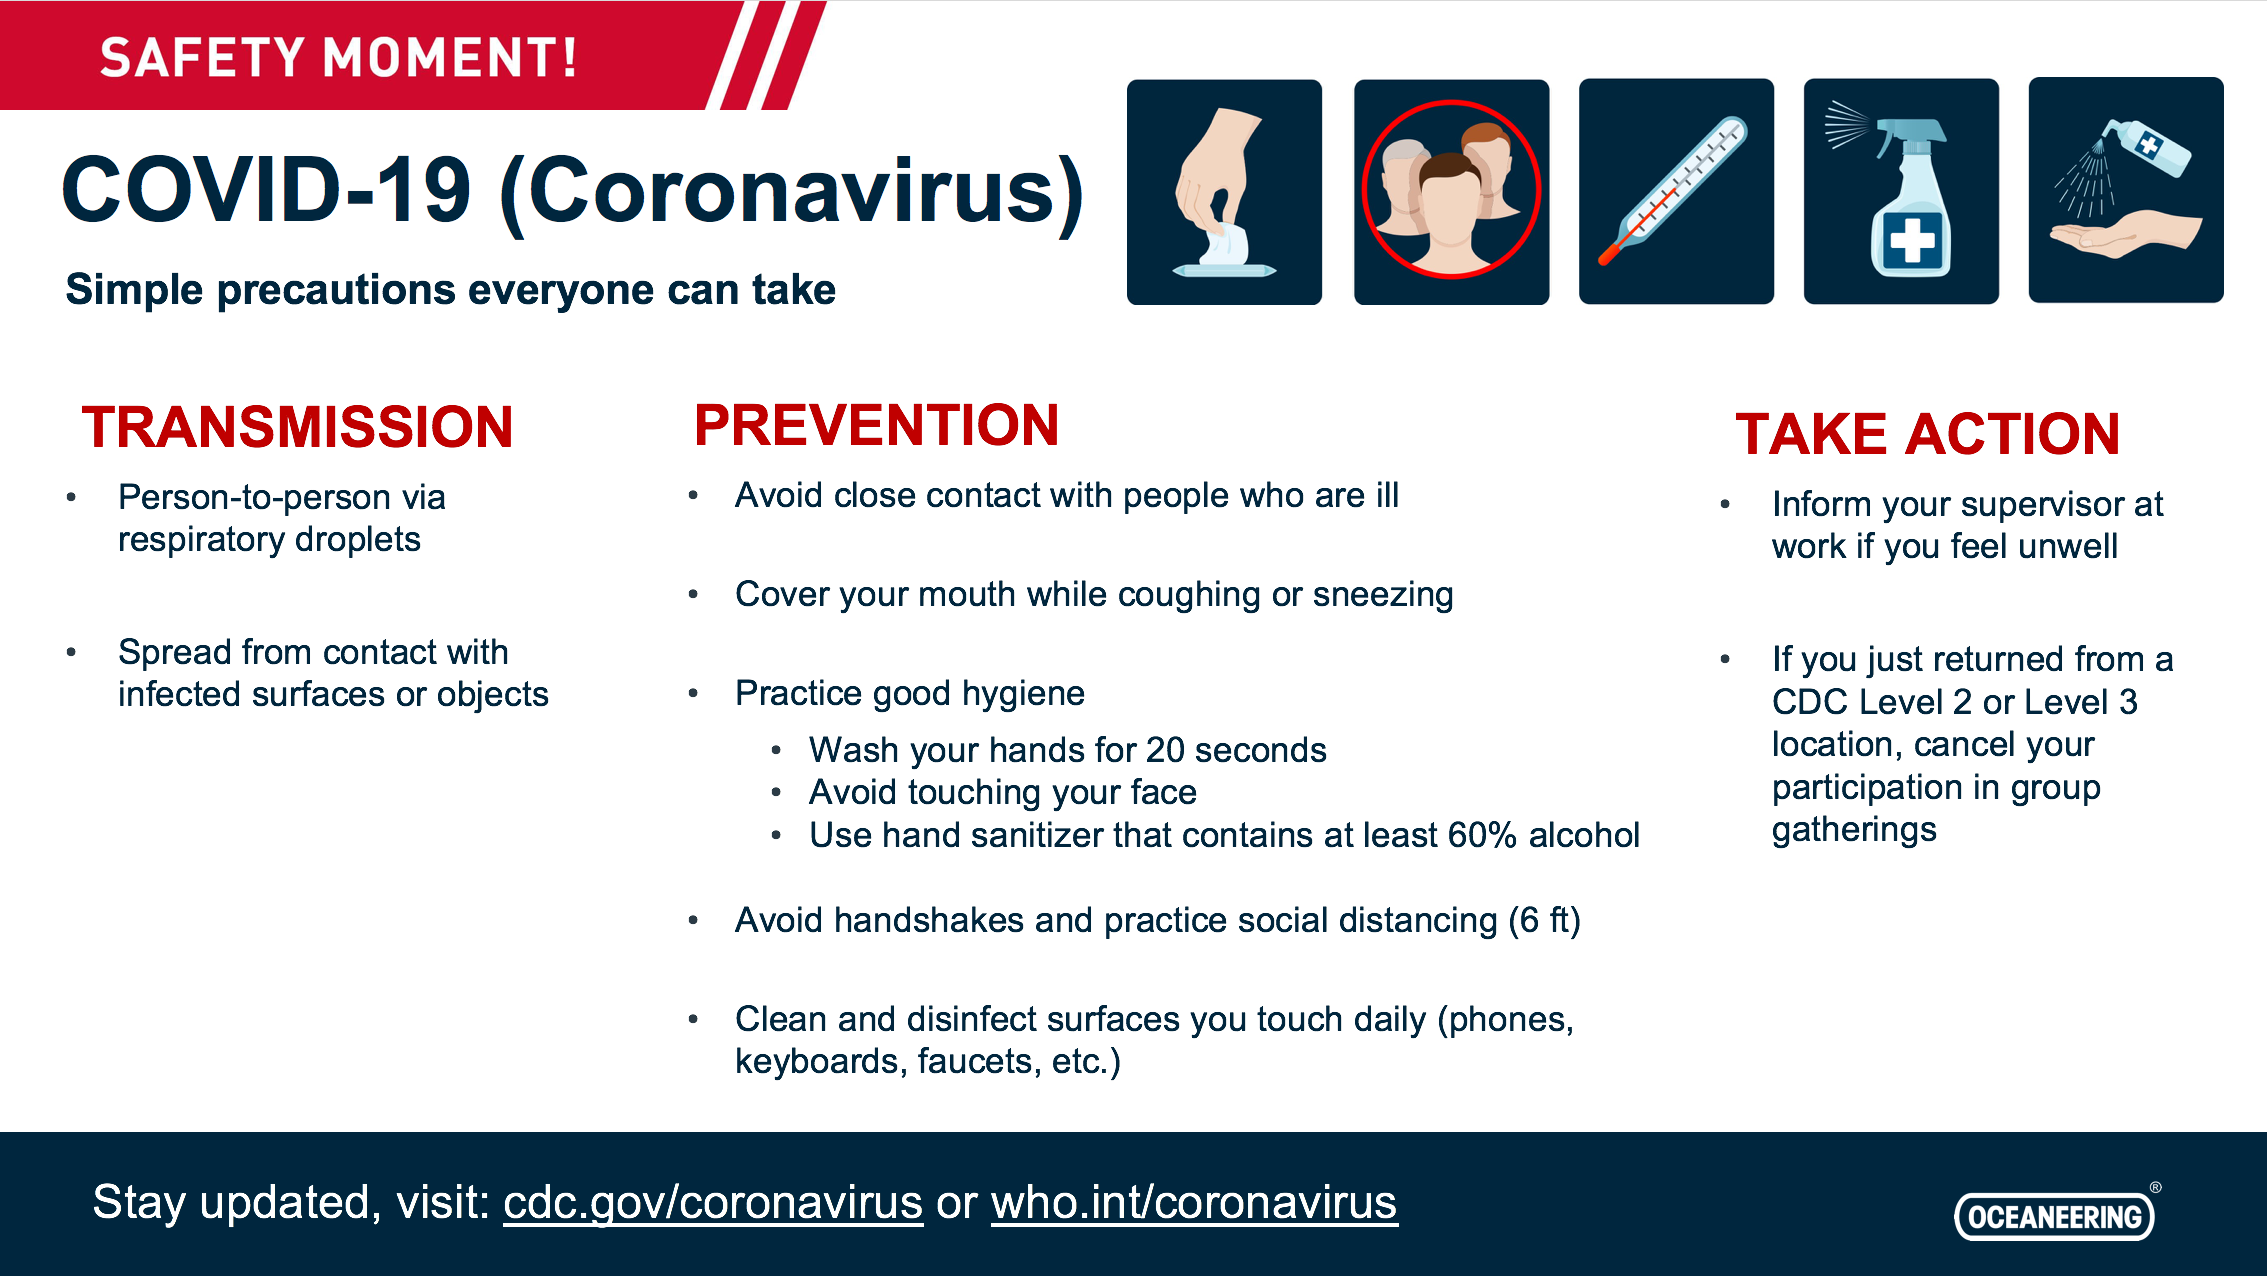 SAFETY MOMENT!
COVID-19 (Coronavirus)
Simple precautions everyone can take
TRANSMISSION
• Person-to-person via
respiratory droplets
• Spread from contact with
infected surfaces or objects
PREVENTION
• Avoid close contact with people who are ill
• Cover your mouth while coughing or sneezing
• Practice good hygiene
• Wash your hands for 20 seconds
• Avoid touching your face
• Use hand sanitizer that contains at least 60% alcohol
• Avoid handshakes and practice social distancing (6 ft)
• Clean and disinfect surfaces you touch daily (phones,
keyboards, faucets, etc.)
TAKE ACTION
• Inform your supervisor at
work if you feel unwell
• If you just returned from a
CDC Level 2 or Level 3
location, cancel your
participation in group
gatherings
Stay updated, visit: cdc.gov/coronavirus or who.int/coronavirus
OCEANEERING®